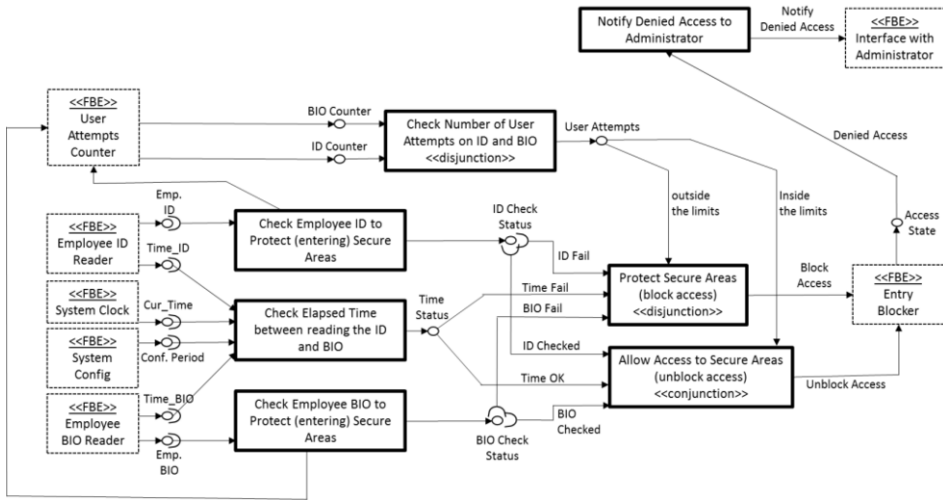 Notify Denied Access to
Administrator
Notify
Denied Access
<<FBE>>
Interface with
Administrator
<<FBE>>
User
Attempts
Counter
BIO Counter
ID Counter
Check Number of User
Attempts on ID and BIO
<<disjunction>>
User Attempts
Denied Access
outside
the limits
Inside
the limits
Access
State
Emp.
ID
<<FBE>>
Employee ID
Reader
Time_ID
Check Employee ID to
Protect (entering) Secure
Areas
ID Check
Status
ID Fail
Protect Secure Areas
(block access)
<<disjunction>>
Block
Access
<<FBE>>
Entry
Blocker
<<FBE>>
System Clock
Cur_Time
<<FBE>>
System
Config
Conf. Period
Check Elapsed Time
between reading the ID
and BIO
Time
Status
Time Fail
BIO Fail
ID Checked
Time OK
Allow Access to Secure Areas
(unblock access)
<<conjunction>>
Unblock Access
<<FBE>>
Employee
BIO Reader
Time_BIO
Emp.
BIO
Check Employee BIO to
Protect (entering) Secure
Areas
BIO Check
Status
BIO
Checked